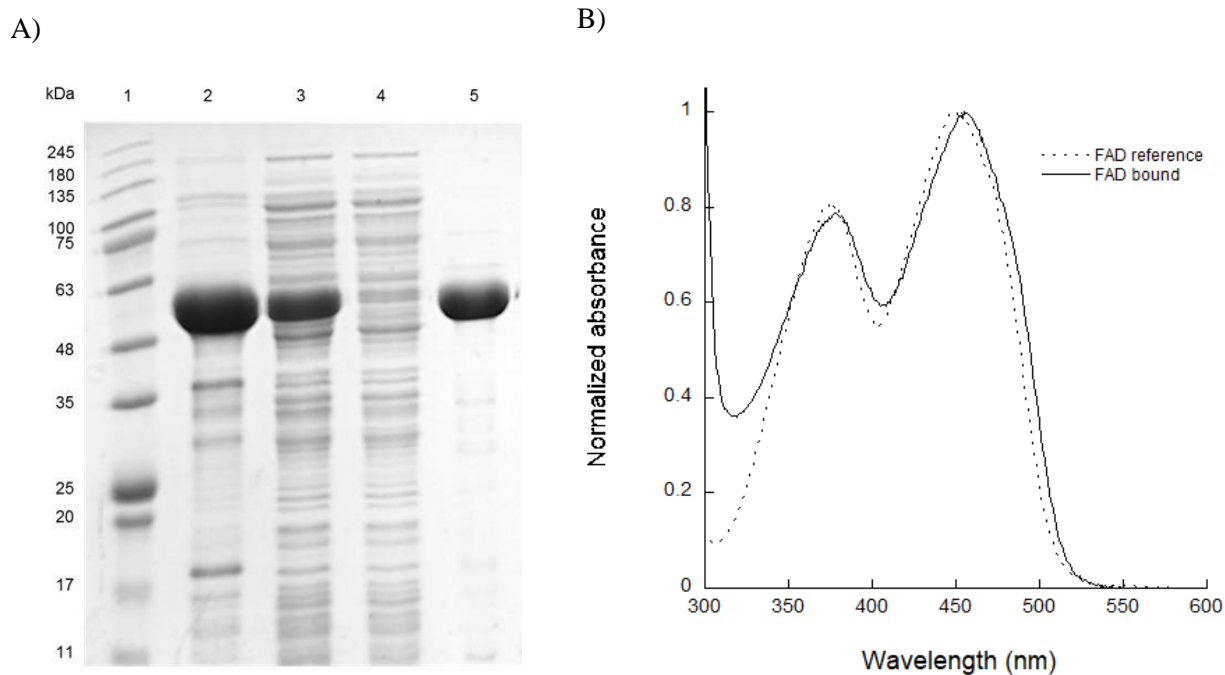 A)
B)
kDa 1 2 3 4 5
245
180
135
100
75
63
48
35
25
20
17
11
Normalized absorbance
1
0.8
0.6
0.4
0.2
0
FAD reference
FAD bound
300 350 400 450 500 550 600
Wavelength (nm)